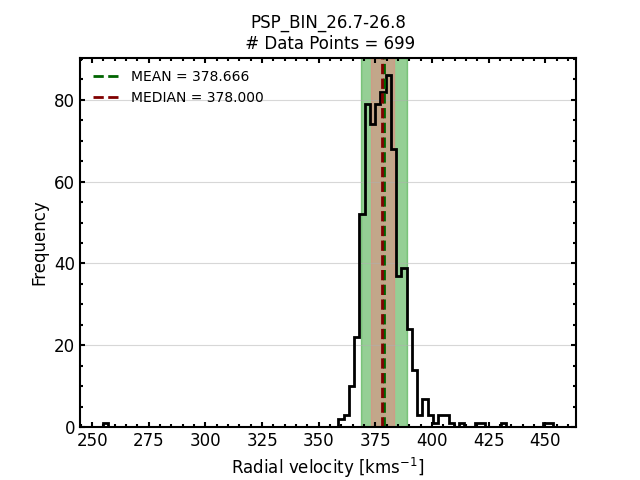 PSP_BIN_26.7-26.8
# Data Points = 699
MEAN = 378.666
MEDIAN = 378.000
Frequency
80
60
40
20
0
250 275 300 325 350 375 400 425 450
Radial velocity [kms⁻¹]